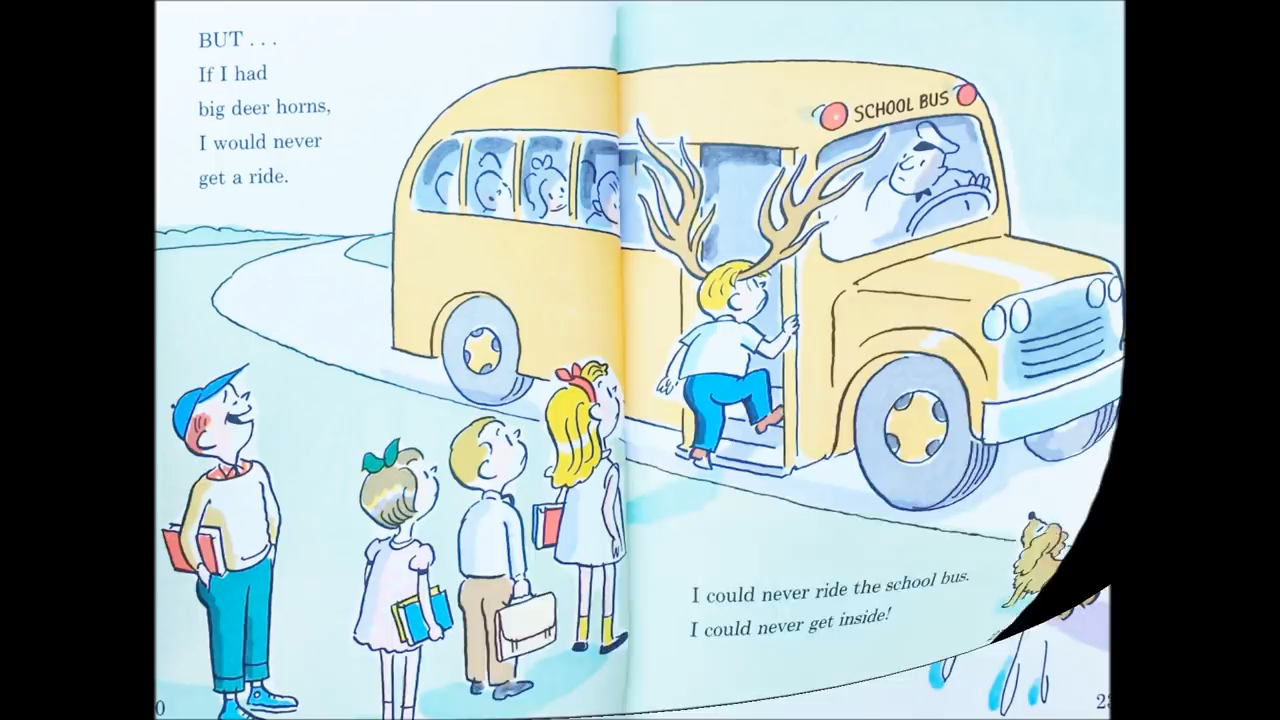 BUT . . .
If I had
big deer horns,
I would never
get a ride.
SCHOOL BUS
I could never ride the school bus.
I could never get inside!